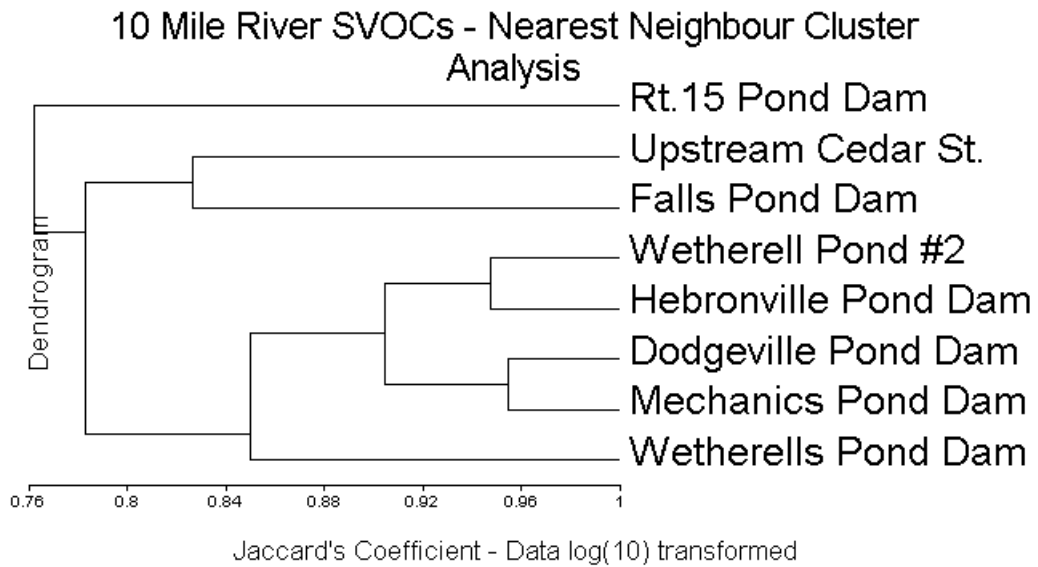 10 Mile River SVOCs - Nearest Neighbour Cluster
Analysis
Rt.15 Pond Dam
Upstream Cedar St.
Falls Pond Dam
Wetherell Pond #2
Hebronville Pond Dam
Dodgeville Pond Dam
Mechanics Pond Dam
Wetherells Pond Dam
Dendrogram
0.76 0.8 0.84 0.88 0.92 0.96 1
Jaccard's Coefficient - Data log(10) transformed